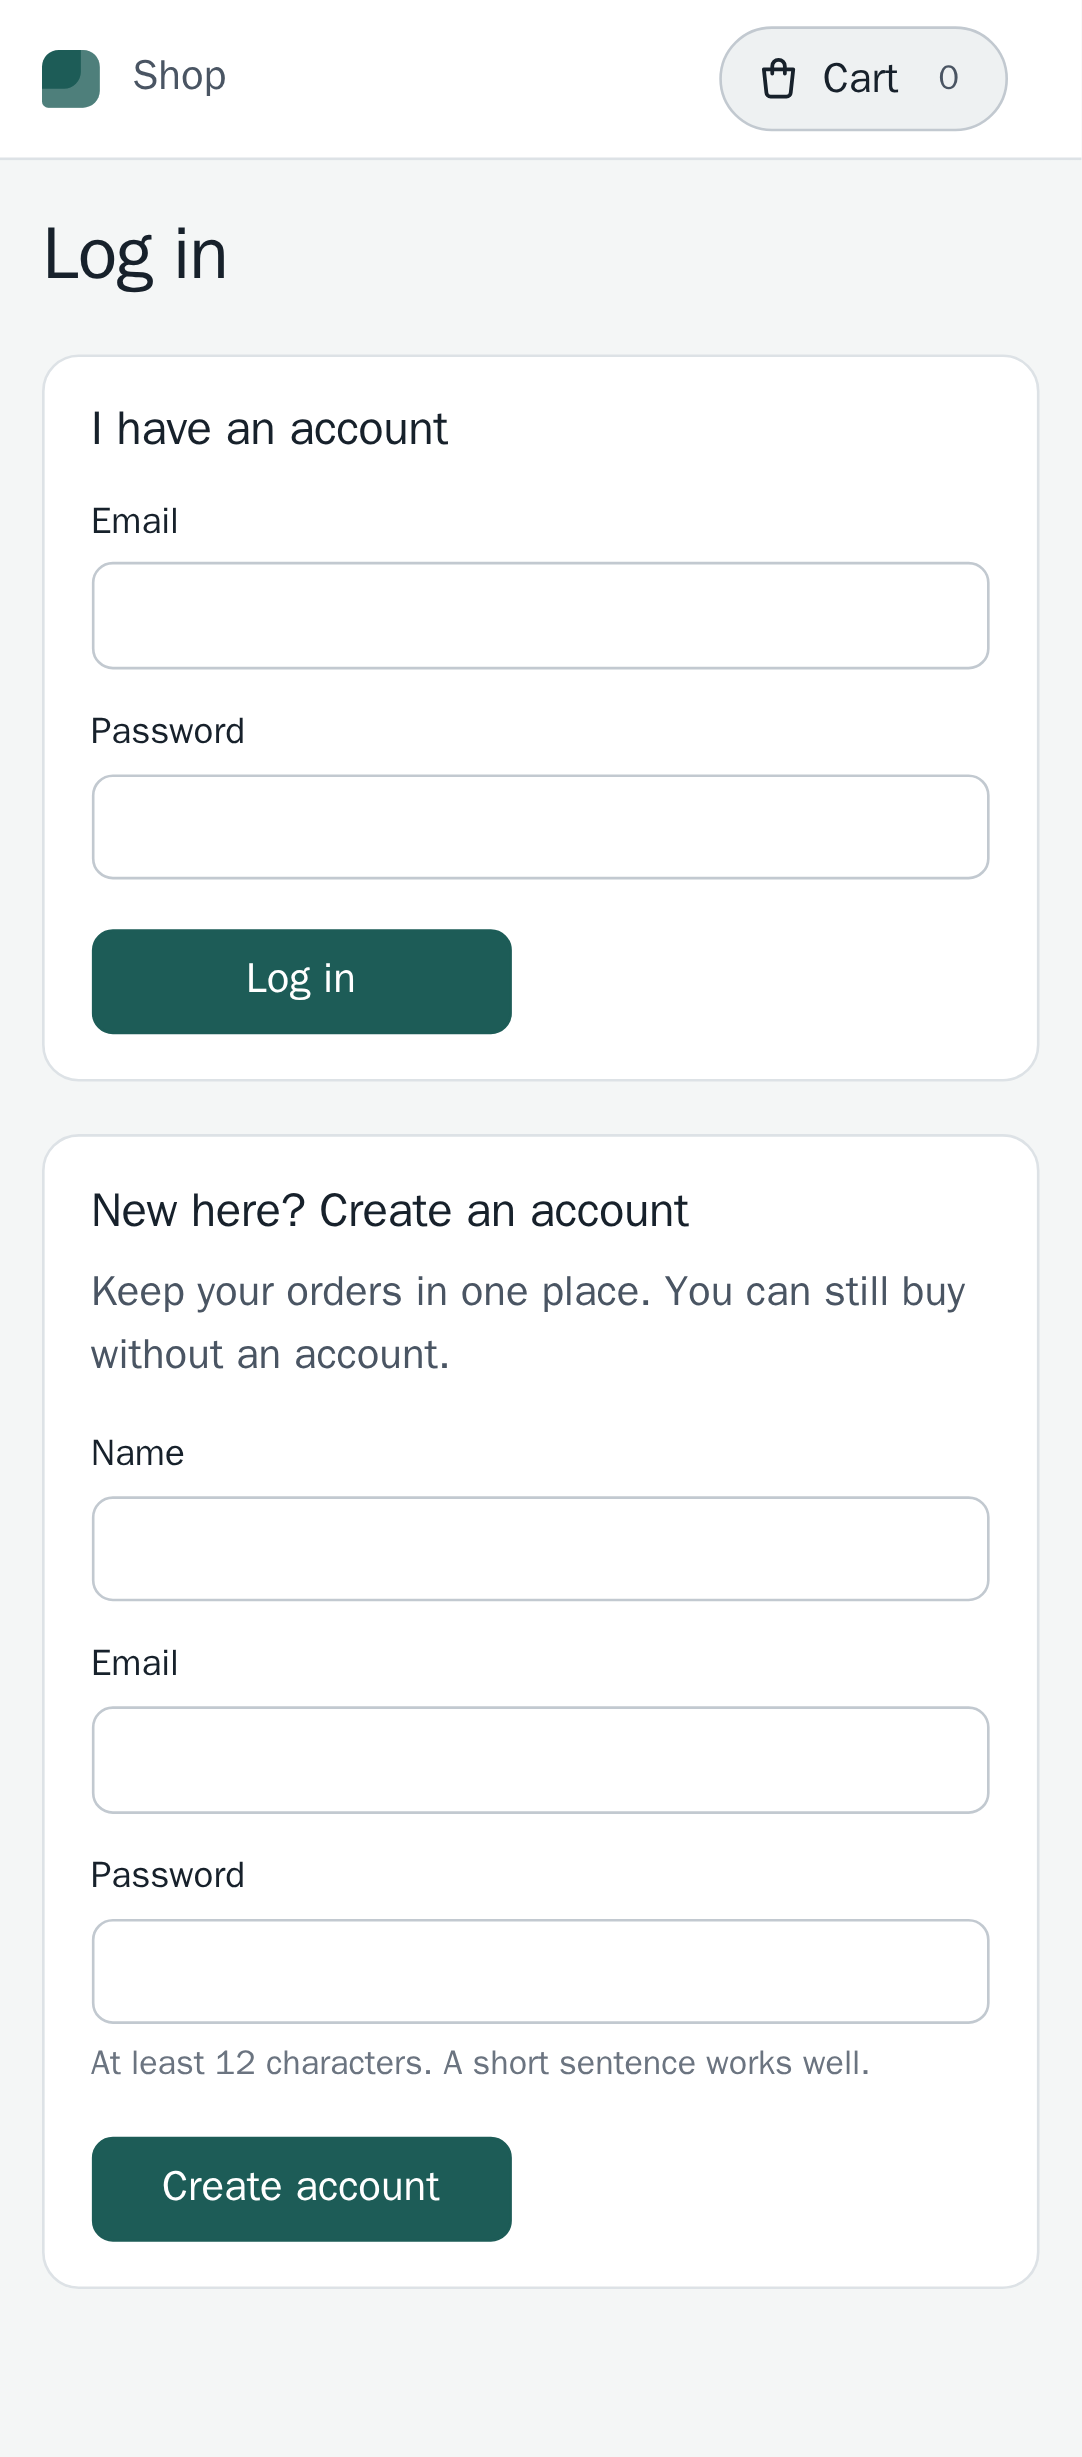 Shop
Cart 0
Log in
I have an account
Email
Password
Log in
New here? Create an account
Keep your orders in one place. You can still buy
without an account.
Name
Email
Password
At least 12 characters. A short sentence works well.
Create account